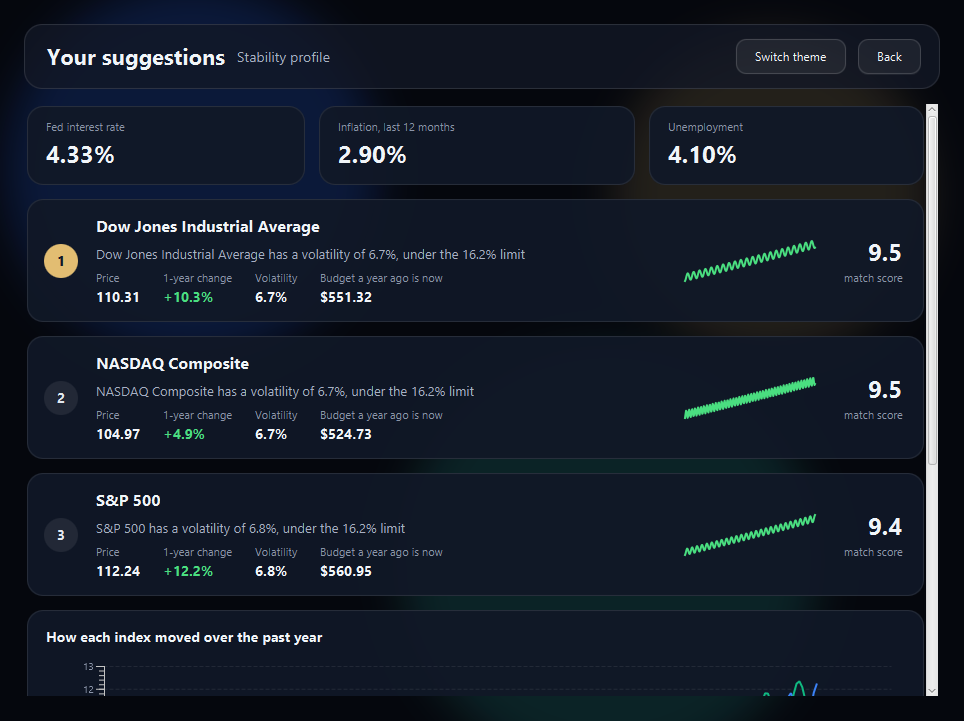 Your suggestions Stability profile Switch theme Back
Fed interest rate Inflation, last 12 months Unemployment
4.33% 2.90% 4.10%
Dow Jones Industrial Average
1 Dow Jones Industrial Average has a volatility of 6.7%, under the 16.2% limit 9.5
Price 1-year change Volatility Budget a year ago is now match score
110.31 +10.3% 6.7% $551.32
NASDAQ Composite
2 NASDAQ Composite has a volatility of 6.7%, under the 16.2% limit 9.5
Price 1-year change Volatility Budget a year ago is now match score
104.97 +4.9% 6.7% $524.73
S&P 500
3 S&P 500 has a volatility of 6.8%, under the 16.2% limit 9.4
Price 1-year change Volatility Budget a year ago is now match score
112.24 +12.2% 6.8% $560.95
How each index moved over the past year
13
12